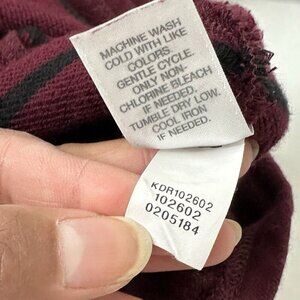 MACHINE WASH
COLD WITH LIKE
COLORS.
GENTLE CYCLE.
ONLY NON-
CHLORINE BLEACH
IF NEEDED.
TUMBLE DRY LOW.
COOL IRON
IF NEEDED.
KDR102602
102602
0205184